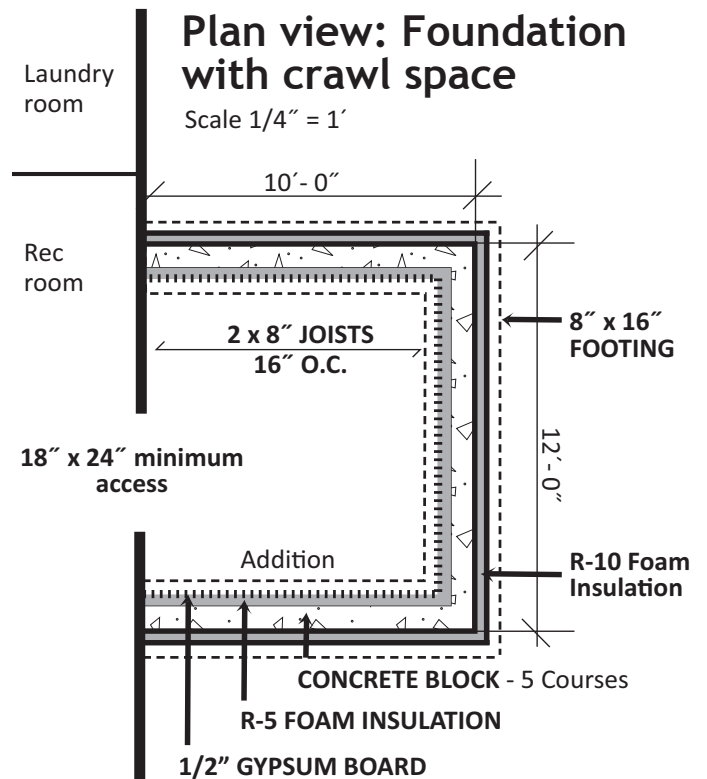 Plan view: Foundation
with crawl space
Scale 1/4″ = 1′
Laundry
room
10′- 0″
Rec
room
2 x 8″ JOISTS
16″ O.C.
8″ x 16″
FOOTING
18″ x 24″ minimum
access
12′- 0″
Addition
R-10 Foam
Insulation
CONCRETE BLOCK - 5 Courses
R-5 FOAM INSULATION
1/2” GYPSUM BOARD